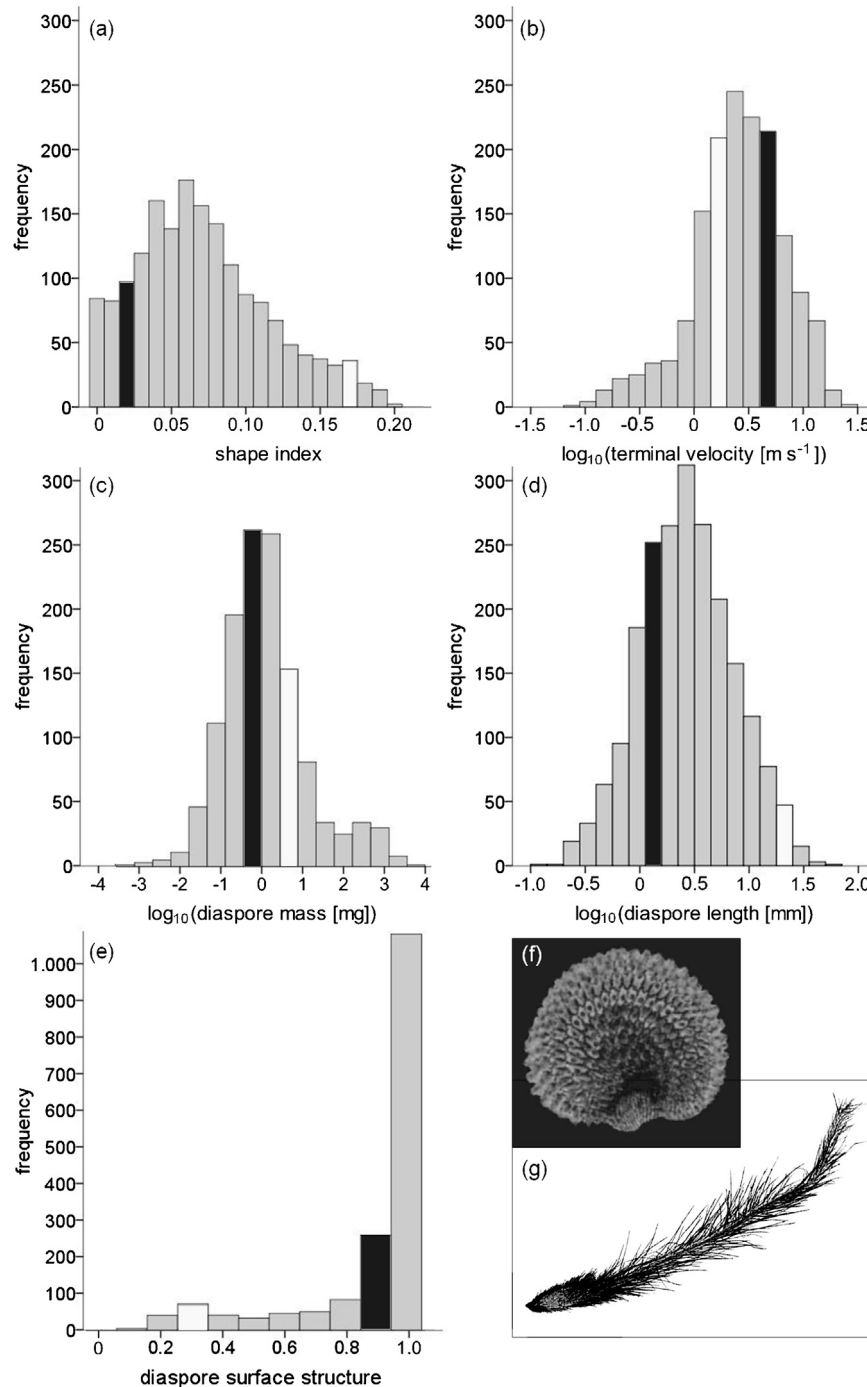 (a)
300
250
200
150
100
50
0
frequency
0 0.05 0.10 0.15 0.20
shape index
(b)
300
250
200
150
100
50
0
frequency
-1.5 -1.0 -0.5 0 0.5 1.0 1.5
log₁₀(terminal velocity [m s⁻¹])
(c)
300
250
200
150
100
50
0
frequency
-4 -3 -2 -1 0 1 2 3 4
log₁₀(diaspore mass [mg])
(d)
300
250
200
150
100
50
0
frequency
-1.0 -0.5 0 0.5 1.0 1.5 2.0
log₁₀(diaspore length [mm])
(e)
1.000
900
800
700
600
500
400
300
200
100
0
frequency
0 0.2 0.4 0.6 0.8 1.0
diaspore surface structure
(f)
(g)